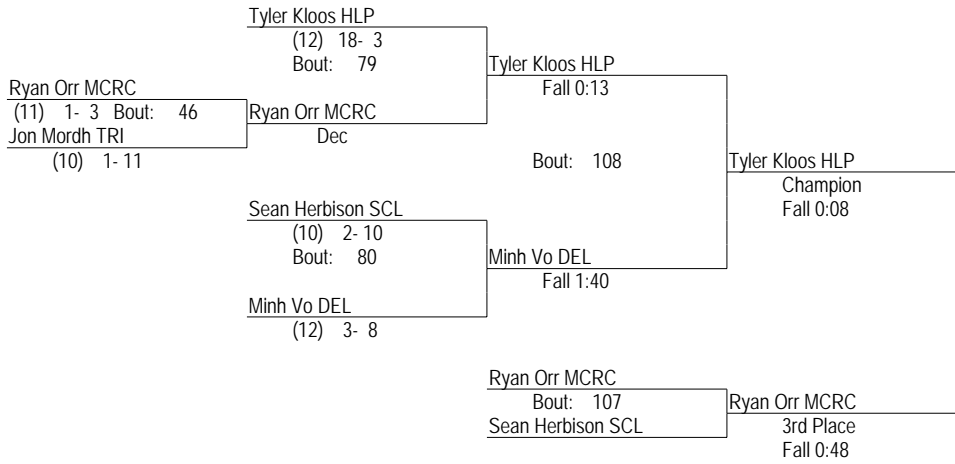 Tyler Kloos HLP
(12) 18- 3
Bout: 79
Tyler Kloos HLP
Fall 0:13
Ryan Orr MCRC
(11) 1- 3 Bout: 46
Ryan Orr MCRC
Dec
Jon Mordh TRI
(10) 1- 11
Bout: 108
Tyler Kloos HLP
Champion
Fall 0:08
Sean Herbison SCL
(10) 2- 10
Bout: 80
Minh Vo DEL
Fall 1:40
Minh Vo DEL
(12) 3- 8
Ryan Orr MCRC
Bout: 107
Ryan Orr MCRC
Sean Herbison SCL
3rd Place
Fall 0:48